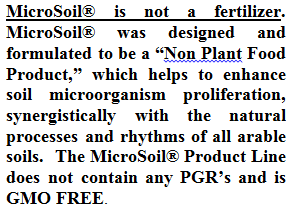 MicroSoil® is not a fertilizer.
MicroSoil® was designed and
formulated to be a “Non Plant Food
Product,” which helps to enhance
soil microorganism proliferation,
synergistically with the natural
processes and rhythms of all arable
soils. The MicroSoil® Product Line
does not contain any PGR’s and is
GMO FREE.